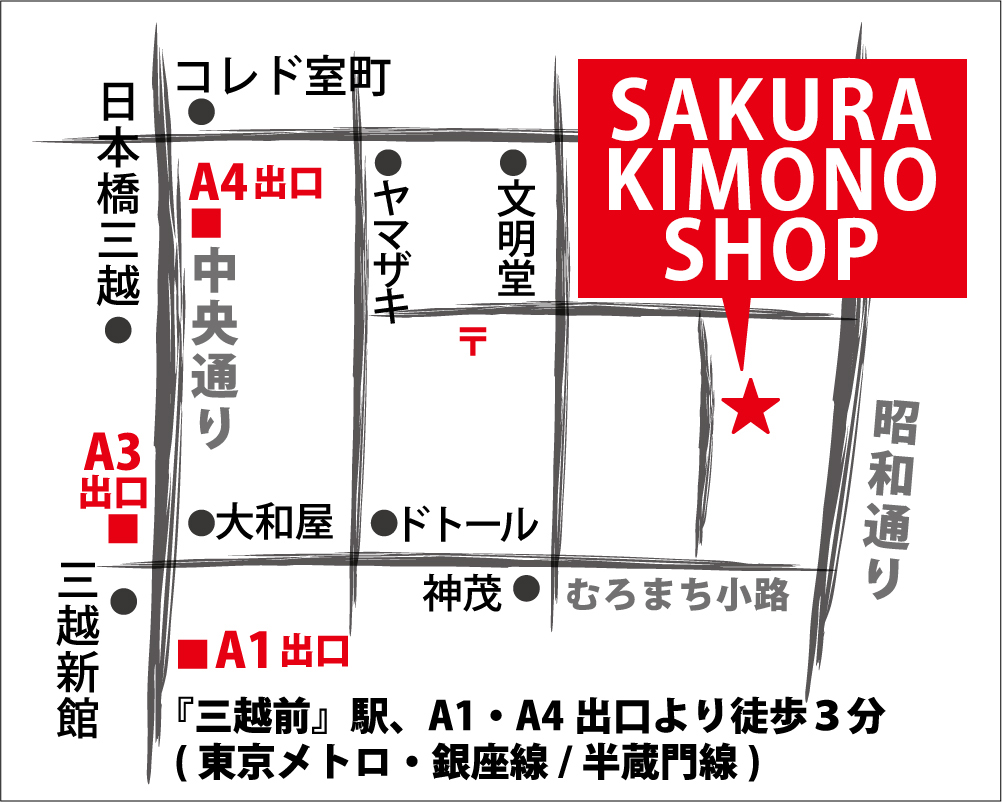 コレド室町
日本橋三越
A4出口
中央通り
ヤマザキ
文明堂
SAKURA
KIMONO
SHOP
〒
A3
出口
昭和通り
大和屋
ドトール
三越新館
神茂
むろまち小路
A1出口
『三越前』駅、A1・A4 出口より徒歩３分
( 東京メトロ・銀座線 / 半蔵門線 )